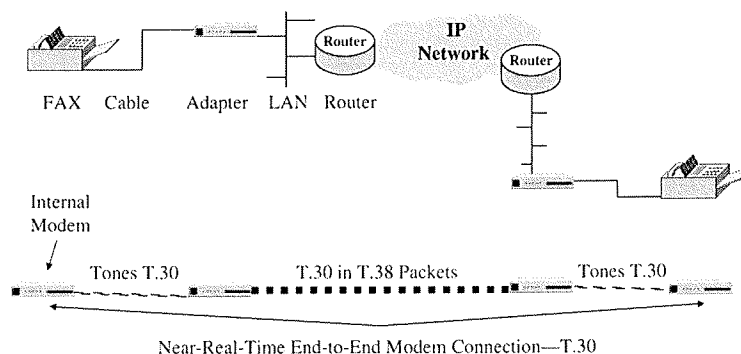 IP
Network
Router
Router
FAX Cable Adapter LAN Router
Internal
Modem
Tones T.30 T.30 in T.38 Packets Tones T.30
Near-Real-Time End-to-End Modem Connection—T.30